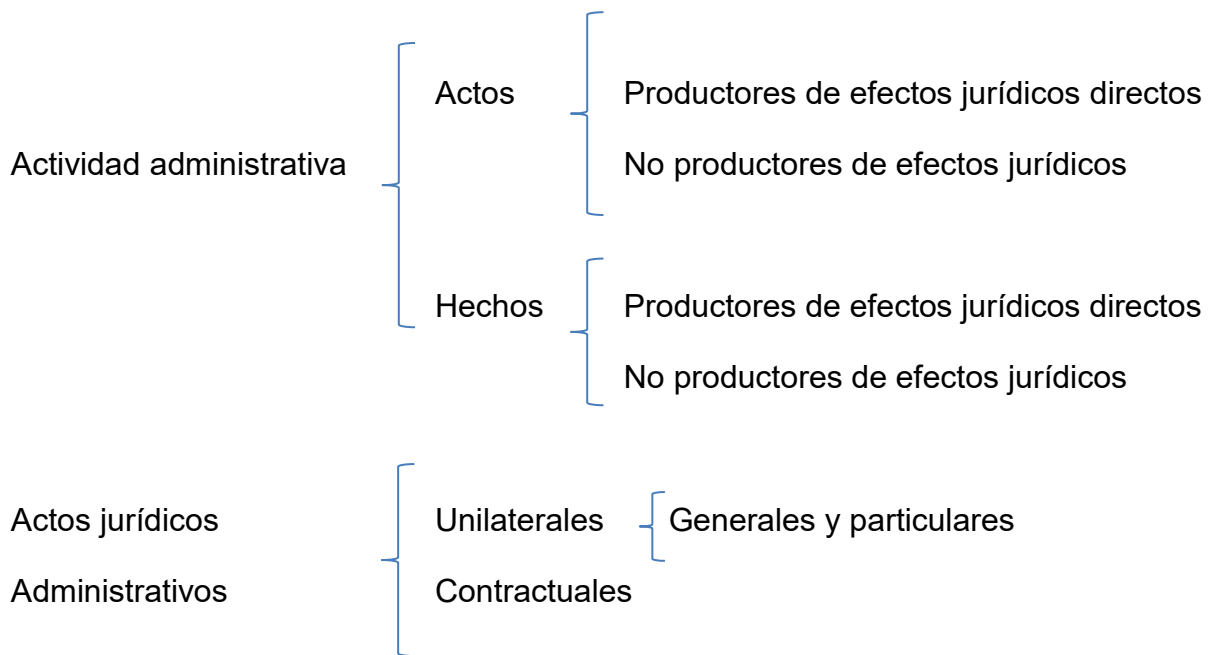 Actos Productores de efectos jurídicos directos
Actividad administrativa No productores de efectos jurídicos
Hechos Productores de efectos jurídicos directos
No productores de efectos jurídicos
Actos jurídicos Unilaterales Generales y particulares
Administrativos Contractuales